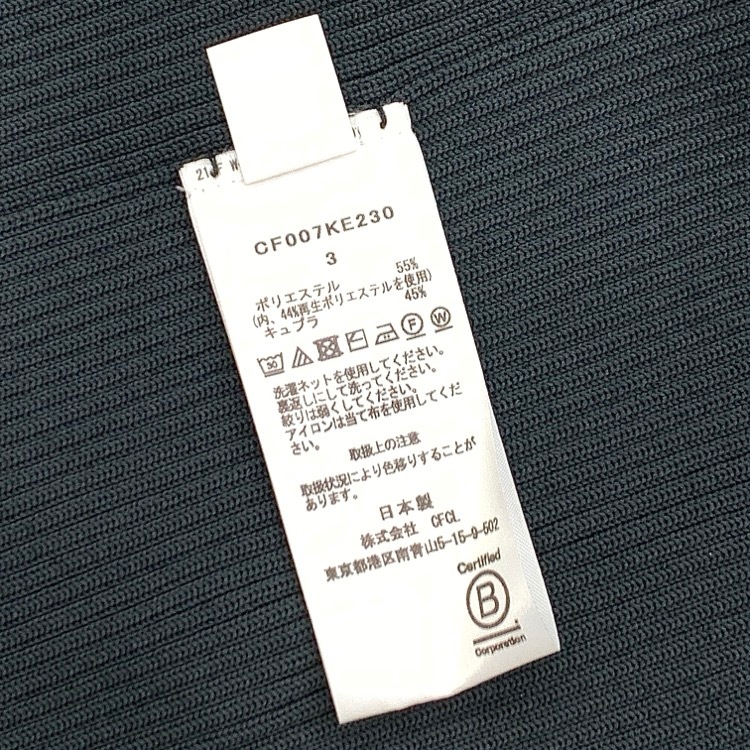 CF007KE230
3
ポリエステル 55%
(内、44%再生ポリエステルを使用)
キュプラ 45%
30
F
W
洗濯ネットを使用してください。
裏返しにして洗ってください。
絞りは弱くしてください。
アイロンは当て布を使用してくだ
さい。
取扱上の注意
取扱状況により色移りすることが
あります。
日本製
株式会社 CFCL
東京都港区南青山5-15-9-502
Certified
B
Corporation